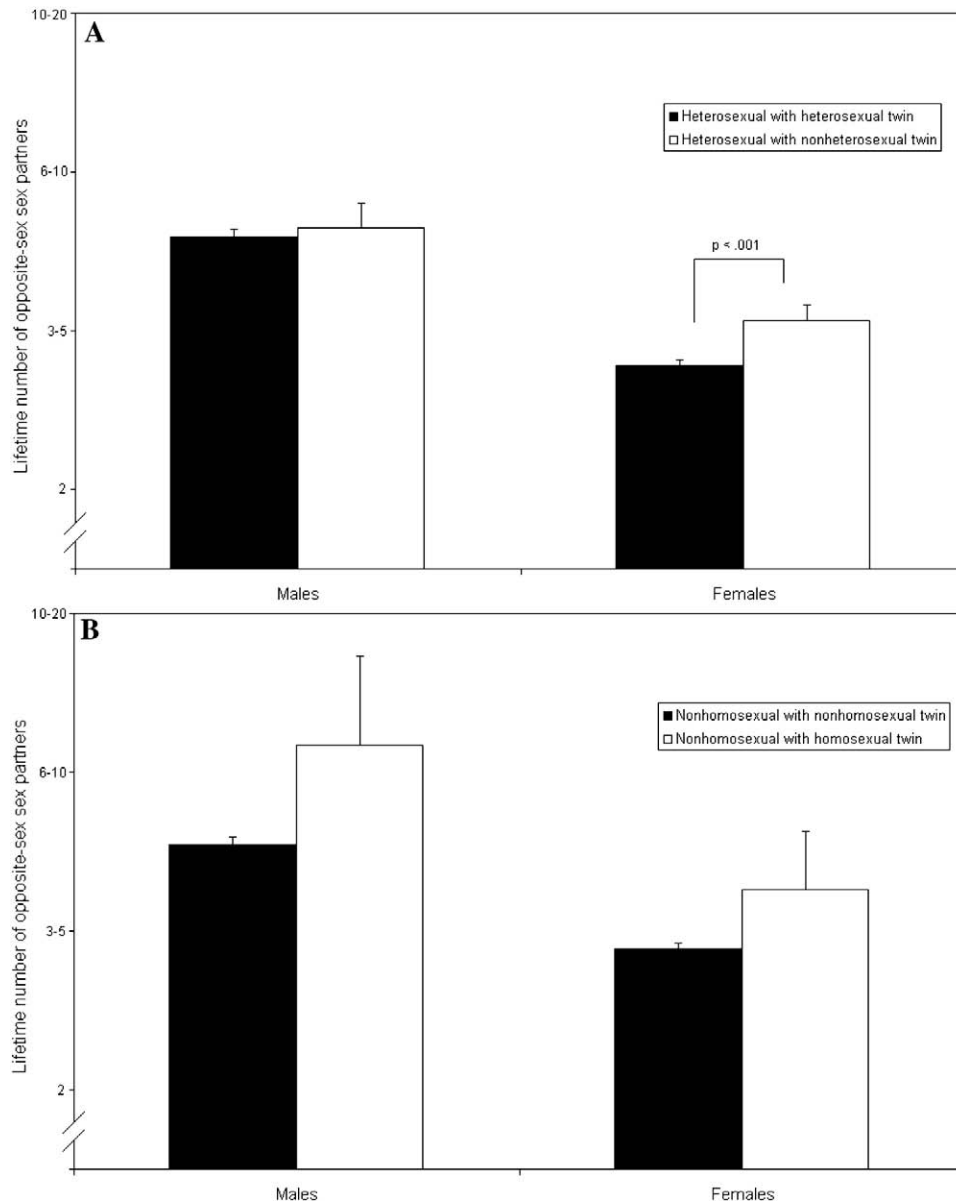 A
10-20
6-10
3-5
2
Lifetime number of opposite-sex sex partners
Heterosexual with heterosexual twin
Heterosexual with nonheterosexual twin
p < .001
Males
Females
B
10-20
6-10
3-5
2
Lifetime number of opposite-sex sex partners
Nonhomosexual with nonhomosexual twin
Nonhomosexual with homosexual twin
Males
Females